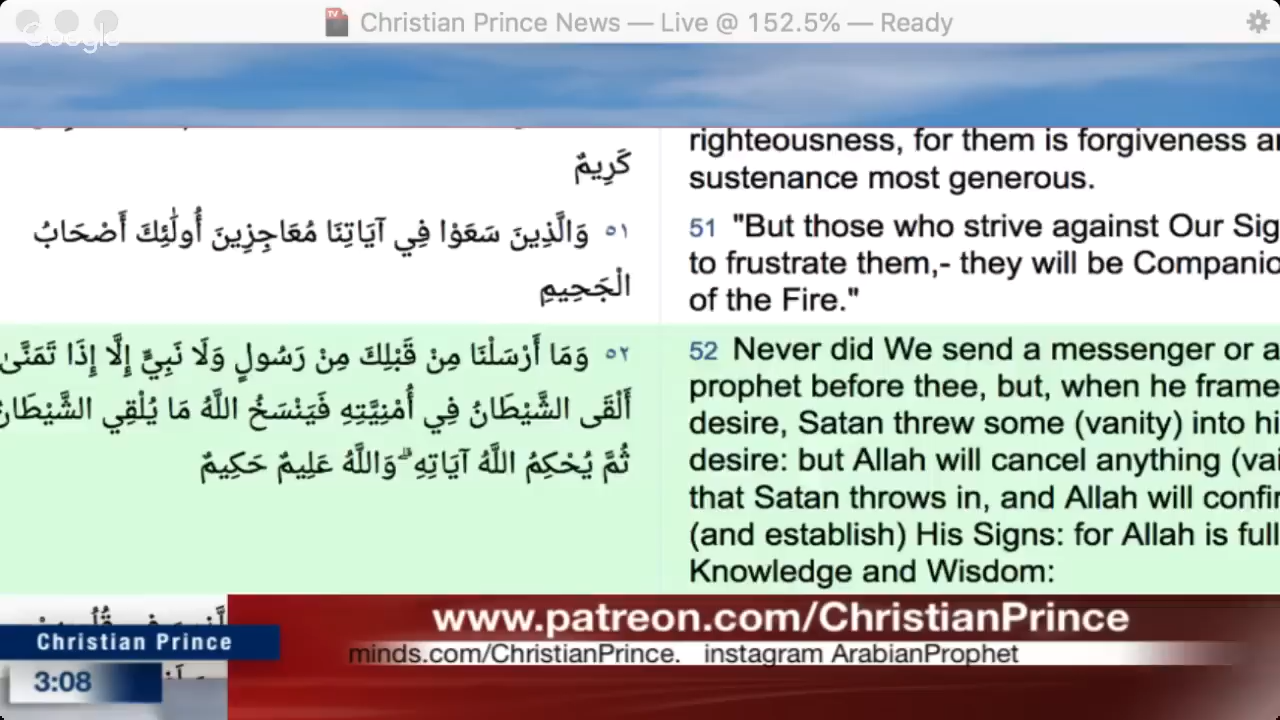 Christian Prince News — Live @ 152.5% — Ready
Google
كَرِيمٌ
٥١ وَالَّذِينَ سَعَوْا فِي آيَاتِنَا مُعَاجِزِينَ أُولَٰئِكَ أَصْحَابُ
الْجَحِيمِ
٥٢ وَمَا أَرْسَلْنَا مِنْ قَبْلِكَ مِنْ رَسُولٍ وَلَا نَبِيٍّ إِلَّا إِذَا تَمَنَّىٰ
أَلْقَى الشَّيْطَانُ فِي أُمْنِيَّتِهِ فَيَنْسَخُ اللَّهُ مَا يُلْقِي الشَّيْطَانُ
ثُمَّ يُحْكِمُ اللَّهُ آيَاتِهِ ۗ وَاللَّهُ عَلِيمٌ حَكِيمٌ
righteousness, for them is forgiveness a
sustenance most generous.
51 "But those who strive against Our Sig
to frustrate them,- they will be Companio
of the Fire."
52 Never did We send a messenger or a
prophet before thee, but, when he frame
desire, Satan threw some (vanity) into hi
desire: but Allah will cancel anything (vai
that Satan throws in, and Allah will confir
(and establish) His Signs: for Allah is full
Knowledge and Wisdom:
www.patreon.com/ChristianPrince
minds.com/ChristianPrince. instagram ArabianProphet
Christian Prince
3:08